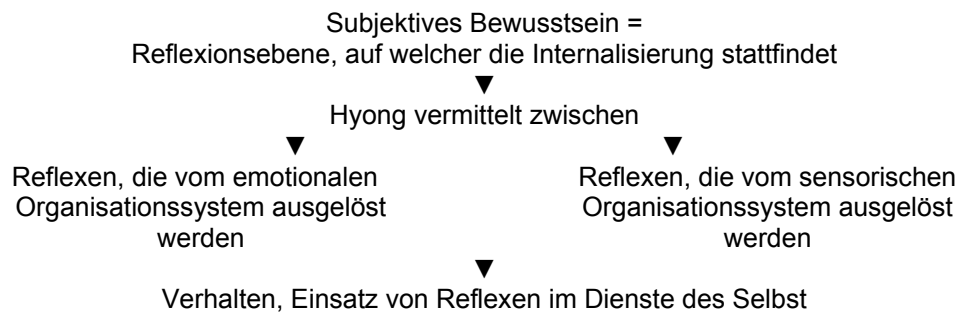 Subjektives Bewusstsein =
Reflexionsebene, auf welcher die Internalisierung stattfindet
▼
Hyong vermittelt zwischen
▼ ▼
Reflexen, die vom emotionalen
Organisationssystem ausgelöst
werden
Reflexen, die vom sensorischen
Organisationssystem ausgelöst
werden
▼
Verhalten, Einsatz von Reflexen im Dienste des Selbst